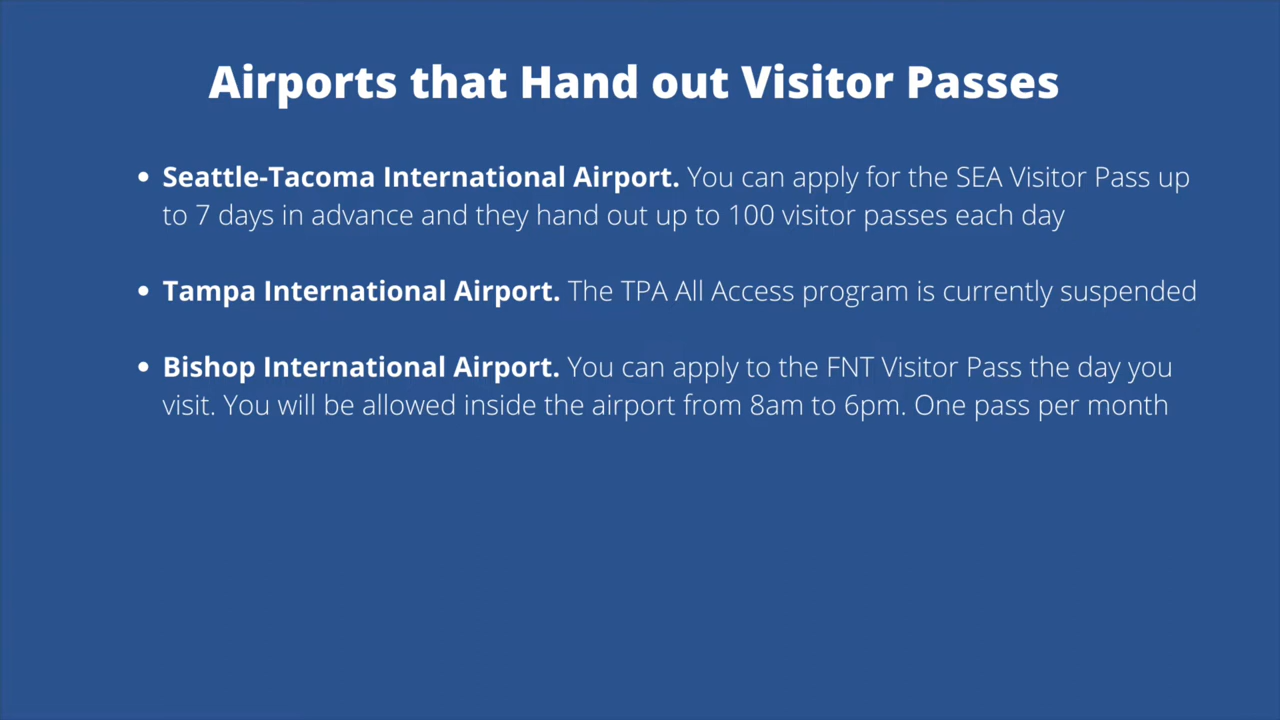 Airports that Hand out Visitor Passes
• Seattle-Tacoma International Airport. You can apply for the SEA Visitor Pass up
to 7 days in advance and they hand out up to 100 visitor passes each day
• Tampa International Airport. The TPA All Access program is currently suspended
• Bishop International Airport. You can apply to the FNT Visitor Pass the day you
visit. You will be allowed inside the airport from 8am to 6pm. One pass per month